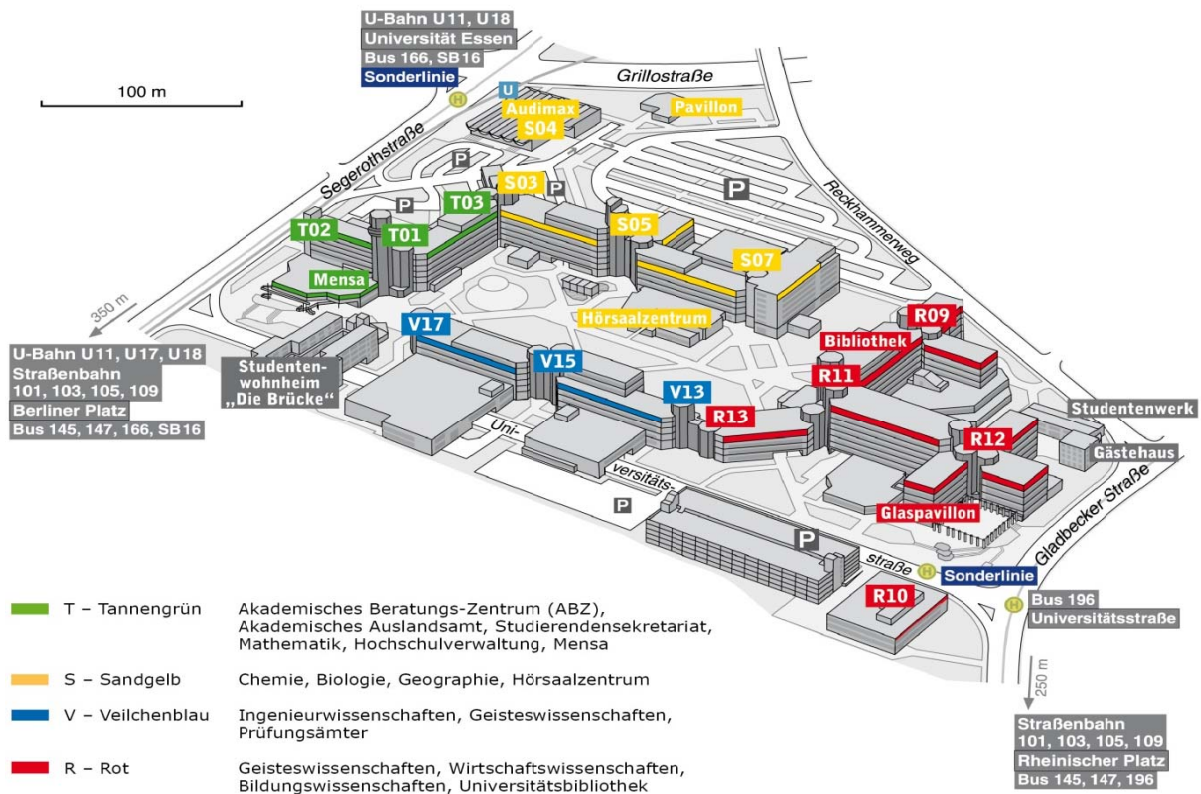 U-Bahn U11, U18
Universität Essen
Bus 166, SB16
Sonderlinie
100 m
Grillostraße
U
H
Audimax
S04
Pavillon
Segerothstraße
P
S03
P
P
Reckhammerweg
T03
P
T02
T01
S05
S07
Mensa
350 m
V17
Hörsaalzentrum
R09
Bibliothek
U-Bahn U11, U17, U18
Straßenbahn
101, 103, 105, 109
Berliner Platz
Bus 145, 147, 166, SB16
Studenten-
wohnheim
„Die Brücke“
V15
V13
R11
R13
Studentenwerk
R12
Gästehaus
Uni-
versitäts-
straße
P
Glaspavillon
Gladbecker Straße
P
H
Sonderlinie
R10
H
Bus 196
Universitätsstraße
250 m
Straßenbahn
101, 103, 105, 109
Rheinischer Platz
Bus 145, 147, 196
T – Tannengrün
Akademisches Beratungs-Zentrum (ABZ),
Akademisches Auslandsamt, Studierendensekretariat,
Mathematik, Hochschulverwaltung, Mensa
S – Sandgelb
Chemie, Biologie, Geographie, Hörsaalzentrum
V – Veilchenblau
Ingenieurwissenschaften, Geisteswissenschaften,
Prüfungsämter
R – Rot
Geisteswissenschaften, Wirtschaftswissenschaften,
Bildungswissenschaften, Universitätsbibliothek